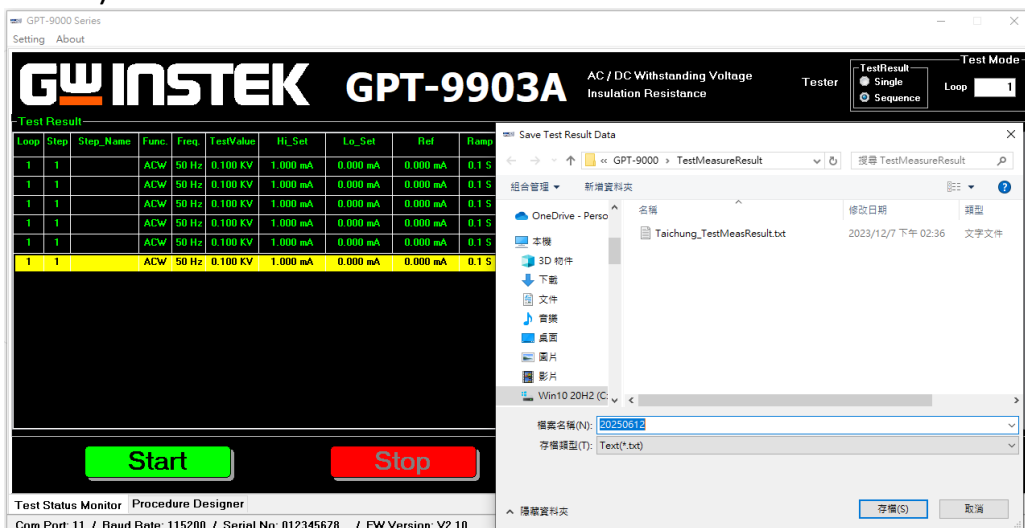 GPT-9000 Series
Setting About
GW INSTEK
GPT-9903A
AC / DC Withstanding Voltage
Insulation Resistance
Tester
TestResult
Single
Sequence
Test Mode
Loop 1
Test Result
Loop Step Step_Name Func. Freq. TestValue Hi_Set Lo_Set Ref Ramp
1 1 ACW 50 Hz 0.100 KV 1.000 mA 0.000 mA 0.000 mA 0.1 S
1 1 ACW 50 Hz 0.100 KV 1.000 mA 0.000 mA 0.000 mA 0.1 S
1 1 ACW 50 Hz 0.100 KV 1.000 mA 0.000 mA 0.000 mA 0.1 S
1 1 ACW 50 Hz 0.100 KV 1.000 mA 0.000 mA 0.000 mA 0.1 S
1 1 ACW 50 Hz 0.100 KV 1.000 mA 0.000 mA 0.000 mA 0.1 S
1 1 ACW 50 Hz 0.100 KV 1.000 mA 0.000 mA 0.000 mA 0.1 S
Save Test Result Data
« GPT-9000 › TestMeasureResult
搜尋 TestMeasureResult
組合管理 新增資料夾
OneDrive - Perso
本機
3D 物件
下載
文件
音樂
桌面
圖片
影片
Win10 20H2 (C:
名稱 修改日期 類型
Taichung_TestMeasResult.txt 2023/12/7 下午 02:36 文字文件
檔案名稱(N): 20250612
存檔類型(T): Text(*.txt)
隱藏資料夾
存檔(S) 取消
Start
Stop
Test Status Monitor Procedure Designer
Com Port: 11 / Baud Rate: 115200 / Serial No: 012345678 / FW Version: V2.10